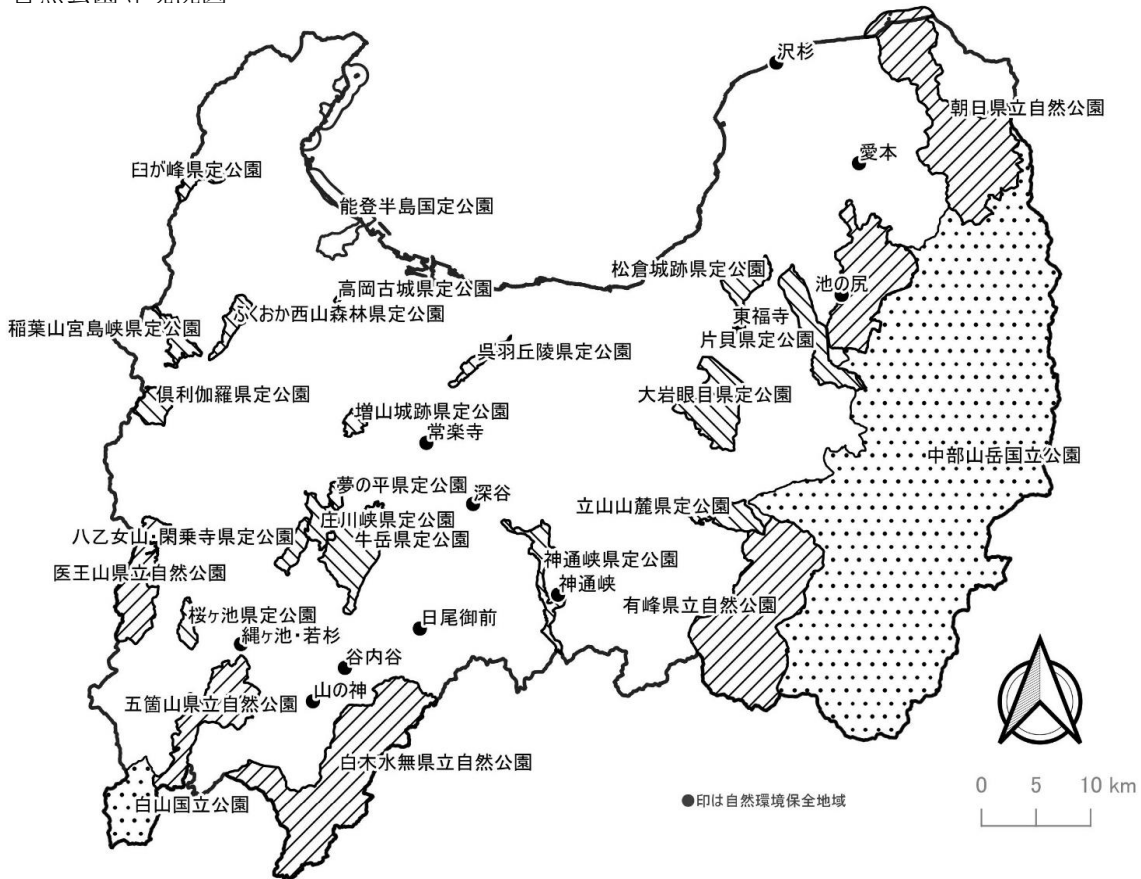 沢杉
朝日県立自然公園
愛本
臼が峰県定公園
能登半島国定公園
松倉城跡県定公園
池の尻
高岡古城県定公園
ふくおか西山森林県定公園
東福寺
稲葉山宮島峡県定公園
片貝県定公園
呉羽丘陵県定公園
倶利伽羅県定公園
大岩眼目県定公園
増山城跡県定公園
常楽寺
中部山岳国立公園
夢の平県定公園
深谷
立山山麓県定公園
庄川峡県定公園
八乙女山・閑乗寺県定公園
牛岳県定公園
神通峡県定公園
医王山県立自然公園
神通峡
有峰県立自然公園
桜ヶ池県定公園
日尾御前
縄ヶ池・若杉
谷内谷
山の神
五箇山県立自然公園
白木水無県立自然公園
白山国立公園
●印は自然環境保全地域
0 5 10 km